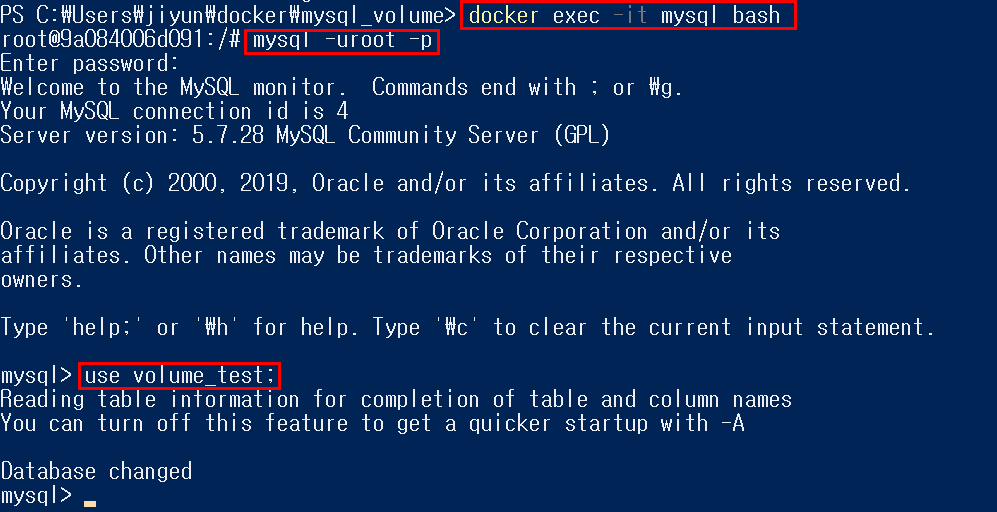 PS C:₩Users₩jiyun₩docker₩mysql_volume> docker exec -it mysql bash
root@9a084006d091:/# mysql -uroot -p
Enter password:
Welcome to the MySQL monitor.  Commands end with ; or ₩g.
Your MySQL connection id is 4
Server version: 5.7.28 MySQL Community Server (GPL)
Copyright (c) 2000, 2019, Oracle and/or its affiliates. All rights reserved.
Oracle is a registered trademark of Oracle Corporation and/or its
affiliates. Other names may be trademarks of their respective
owners.
Type 'help;' or '₩h' for help. Type '₩c' to clear the current input statement.
mysql> use volume_test;
Reading table information for completion of table and column names
You can turn off this feature to get a quicker startup with -A
Database changed
mysql> _